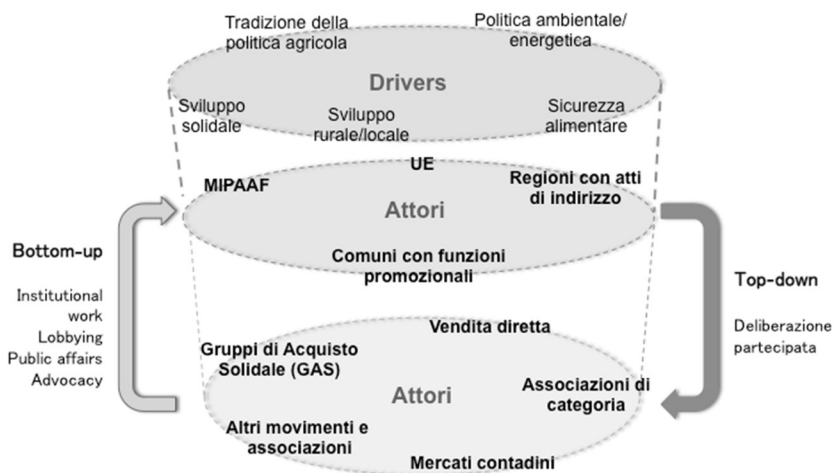 Tradizione della
politica agricola
Politica ambientale/
energetica
Drivers
Sviluppo
solidale
Sviluppo
rurale/locale
Sicurezza
alimentare
MIPAAF
UE
Regioni con atti
di indirizzo
Attori
Comuni con funzioni
promozionali
Bottom-up
Institutional
work
Lobbying
Public affairs
Advocacy
Top-down
Deliberazione
partecipata
Vendita diretta
Gruppi di Acquisto
Solidale (GAS)
Attori
Associazioni di
categoria
Altri movimenti e
associazioni
Mercati contadini